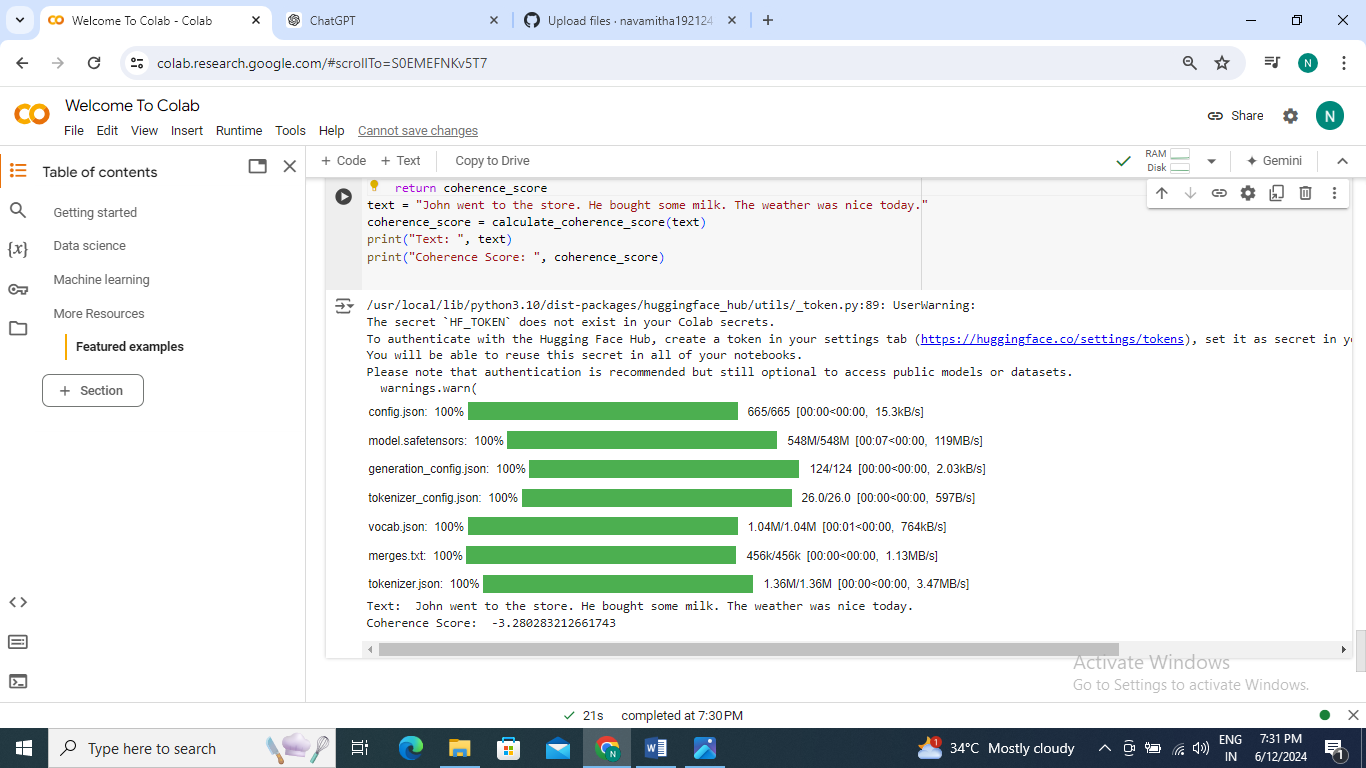 Welcome To Colab - Colab
ChatGPT
Upload files · navamitha192124
colab.research.google.com/#scrollTo=S0EMEFNKv5T7
N
Welcome To Colab
File Edit View Insert Runtime Tools Help Cannot save changes
Share
N
Table of contents
+ Code + Text Copy to Drive
RAM
Disk
Gemini
Getting started
Data science
Machine learning
More Resources
Featured examples
+ Section
{x}
return coherence_score
text = "John went to the store. He bought some milk. The weather was nice today."
coherence_score = calculate_coherence_score(text)
print("Text: ", text)
print("Coherence Score: ", coherence_score)
/usr/local/lib/python3.10/dist-packages/huggingface_hub/utils/_token.py:89: UserWarning:
The secret `HF_TOKEN` does not exist in your Colab secrets.
To authenticate with the Hugging Face Hub, create a token in your settings tab (https://huggingface.co/settings/tokens), set it as secret in
You will be able to reuse this secret in all of your notebooks.
Please note that authentication is recommended but still optional to access public models or datasets.
warnings.warn(
config.json: 100% 665/665 [00:00<00:00, 15.3kB/s]
model.safetensors: 100% 548M/548M [00:07<00:00, 119MB/s]
generation_config.json: 100% 124/124 [00:00<00:00, 2.03kB/s]
tokenizer_config.json: 100% 26.0/26.0 [00:00<00:00, 597B/s]
vocab.json: 100% 1.04M/1.04M [00:01<00:00, 764kB/s]
merges.txt: 100% 456k/456k [00:00<00:00, 1.13MB/s]
tokenizer.json: 100% 1.36M/1.36M [00:00<00:00, 3.47MB/s]
Text: John went to the store. He bought some milk. The weather was nice today.
Coherence Score: -3.280283212661743
Activate Windows
Go to Settings to activate Windows.
21s completed at 7:30 PM
Type here to search
1
34°C Mostly cloudy
ENG
IN
7:31 PM
6/12/2024
1